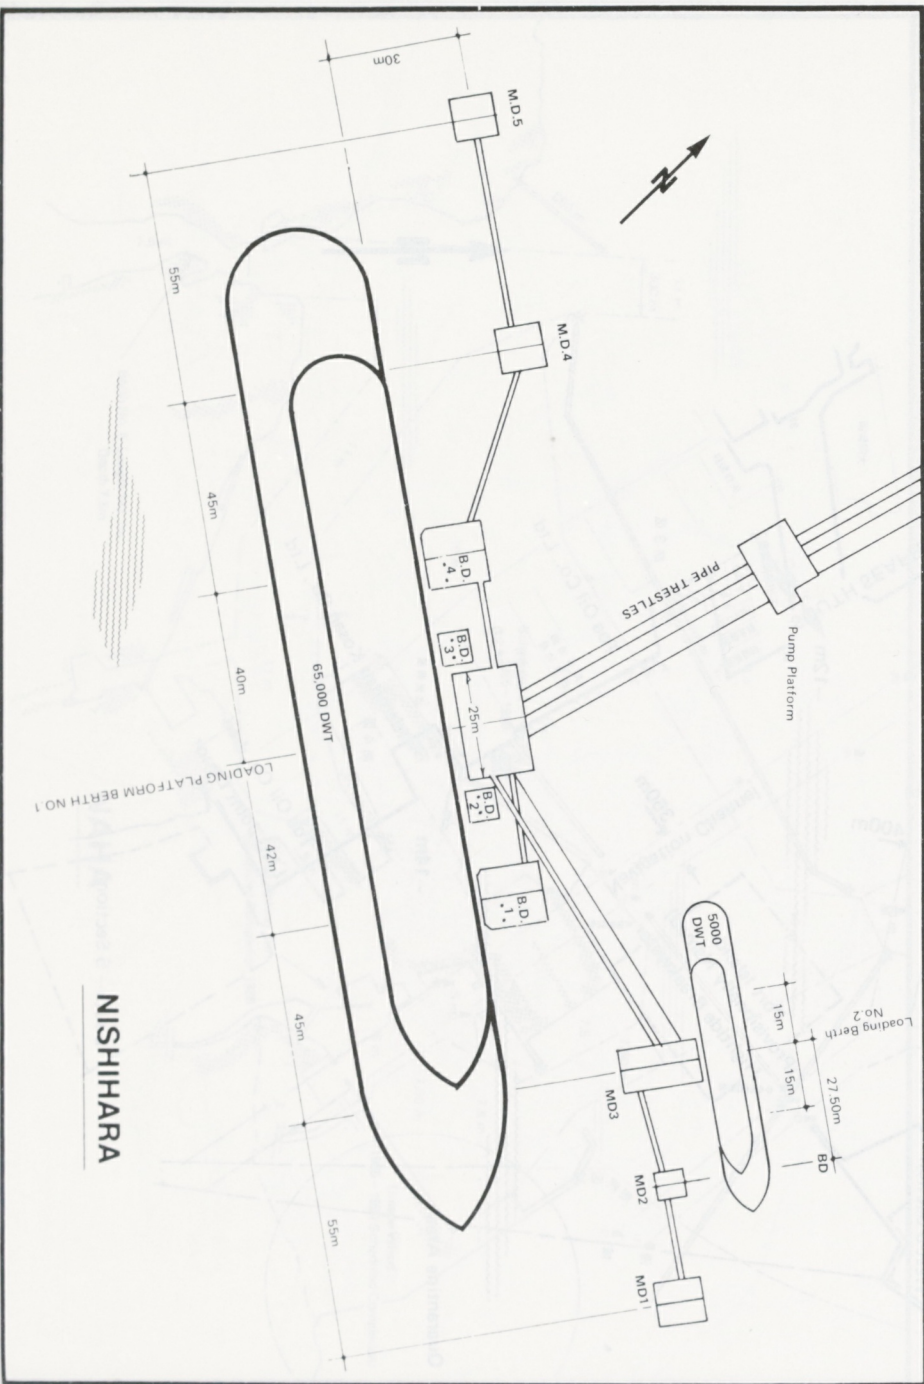 30m
M.D.5
N
M.D.4
55m
45m
B.D.
4
B.D.
3
PIPE TRESTLES
Pump Platform
25m
65,000 DWT
40m
LOADING PLATFORM BERTH NO.1
B.D.
2
B.D.
1
42m
5000
DWT
15m
Loading Berth
No.2
15m
27.50m
BD
45m
MD3
MD2
MD1
55m
NISHIHARA